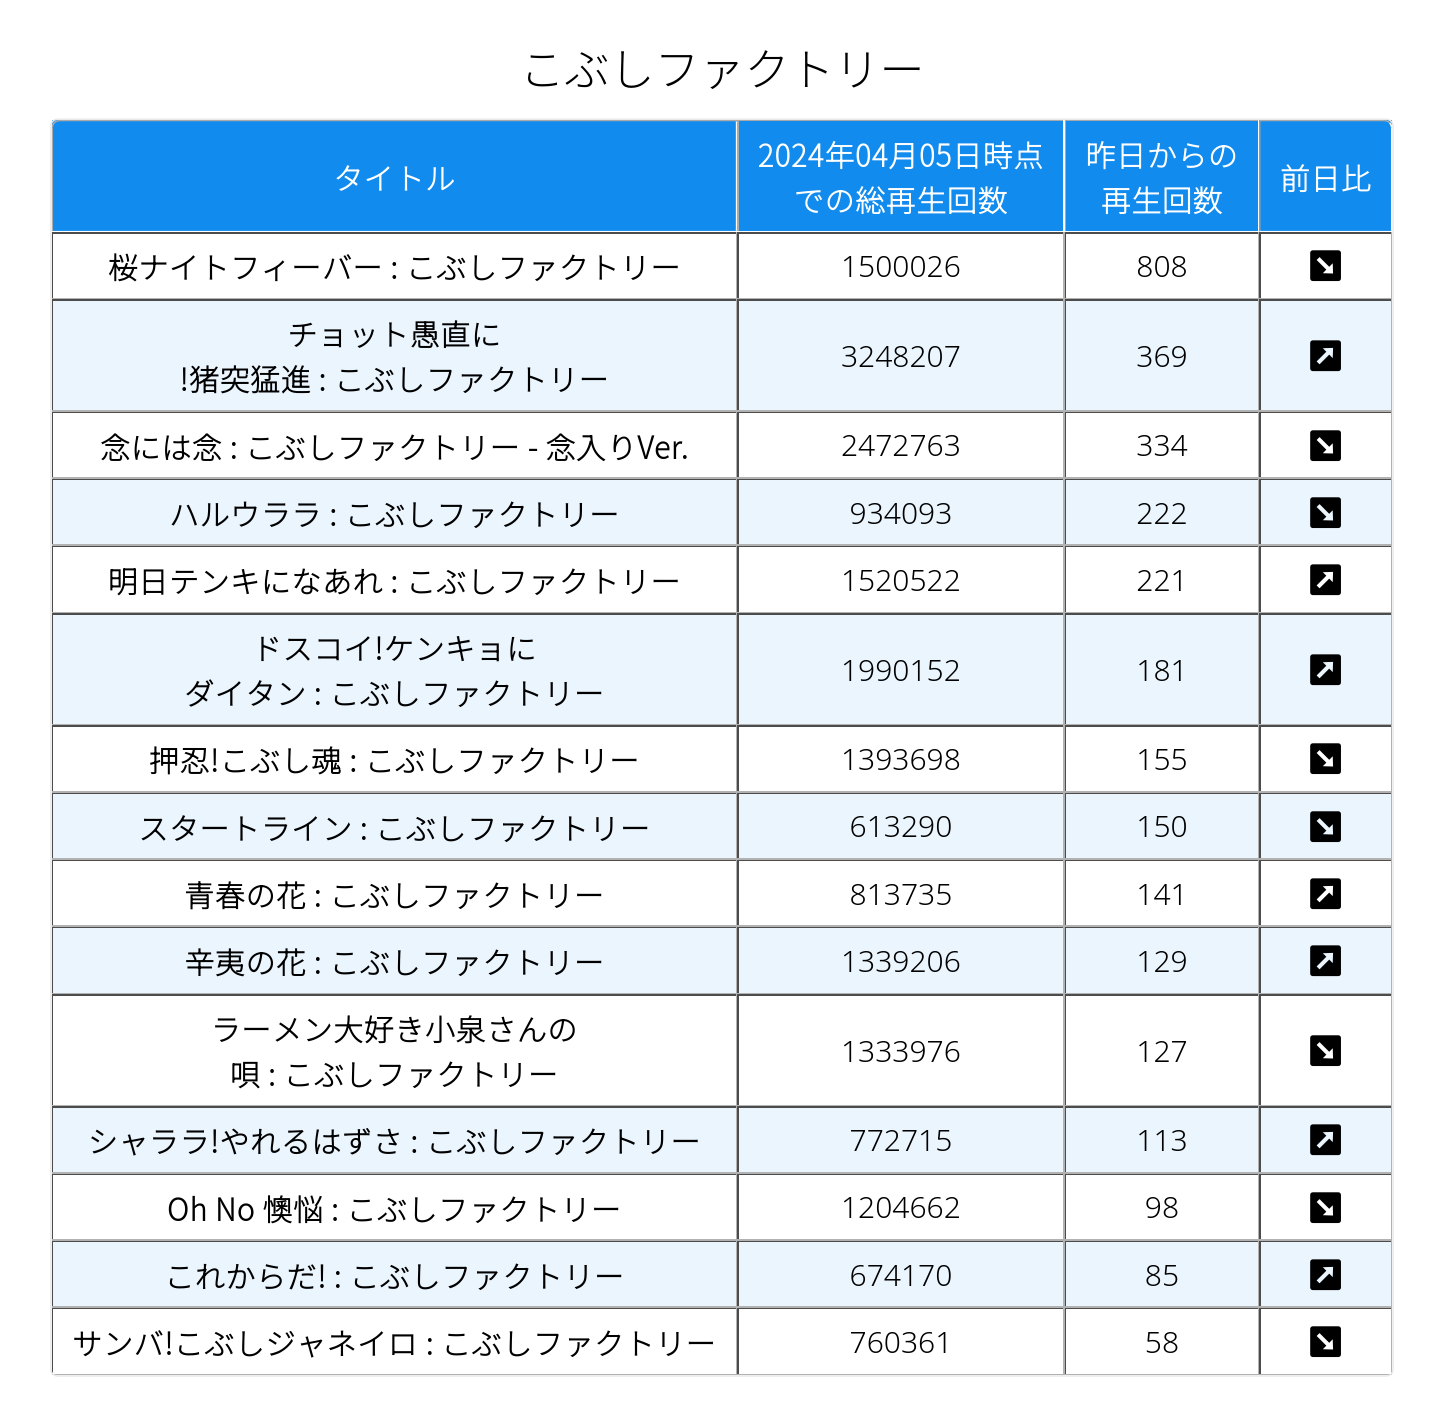 こぶしファクトリー
タイトル
2024年04月05日時点
での総再生回数
昨日からの
再生回数
前日比
桜ナイトフィーバー : こぶしファクトリー 1500026 808
チョット愚直に
!猪突猛進 : こぶしファクトリー
3248207 369
念には念 : こぶしファクトリー - 念入りVer. 2472763 334
ハルウララ : こぶしファクトリー 934093 222
明日テンキになあれ : こぶしファクトリー 1520522 221
ドスコイ!ケンキョに
ダイタン : こぶしファクトリー
1990152 181
押忍!こぶし魂 : こぶしファクトリー 1393698 155
スタートライン : こぶしファクトリー 613290 150
青春の花 : こぶしファクトリー 813735 141
辛夷の花 : こぶしファクトリー 1339206 129
ラーメン大好き小泉さんの
唄 : こぶしファクトリー
1333976 127
シャララ!やれるはずさ : こぶしファクトリー 772715 113
Oh No 懊悩 : こぶしファクトリー 1204662 98
これからだ! : こぶしファクトリー 674170 85
サンバ!こぶしジャネイロ : こぶしファクトリー 760361 58